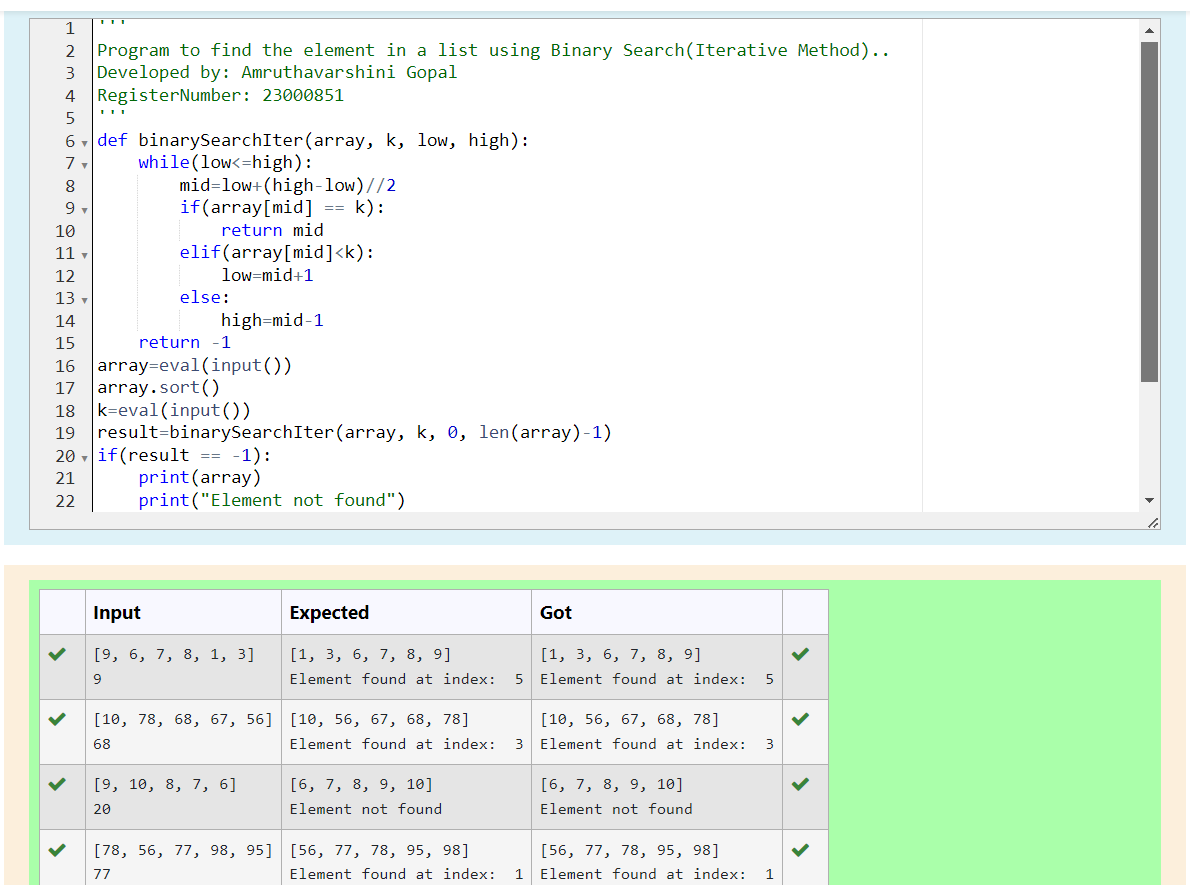 1 '''
2 Program to find the element in a list using Binary Search(Iterative Method)..
3 Developed by: Amruthavarshini Gopal
4 RegisterNumber: 23000851
5 '''
6 def binarySearchIter(array, k, low, high):
7     while(low<=high):
8         mid=low+(high-low)//2
9         if(array[mid] == k):
10             return mid
11         elif(array[mid]<k):
12             low=mid+1
13         else:
14             high=mid-1
15     return -1
16 array=eval(input())
17 array.sort()
18 k=eval(input())
19 result=binarySearchIter(array, k, 0, len(array)-1)
20 if(result == -1):
21     print(array)
22     print("Element not found")
Input Expected Got
[9, 6, 7, 8, 1, 3] [1, 3, 6, 7, 8, 9] [1, 3, 6, 7, 8, 9]
9 Element found at index:  5 Element found at index:  5
[10, 78, 68, 67, 56] [10, 56, 67, 68, 78] [10, 56, 67, 68, 78]
68 Element found at index:  3 Element found at index:  3
[9, 10, 8, 7, 6] [6, 7, 8, 9, 10] [6, 7, 8, 9, 10]
20 Element not found Element not found
[78, 56, 77, 98, 95] [56, 77, 78, 95, 98] [56, 77, 78, 95, 98]
77 Element found at index:  1 Element found at index:  1